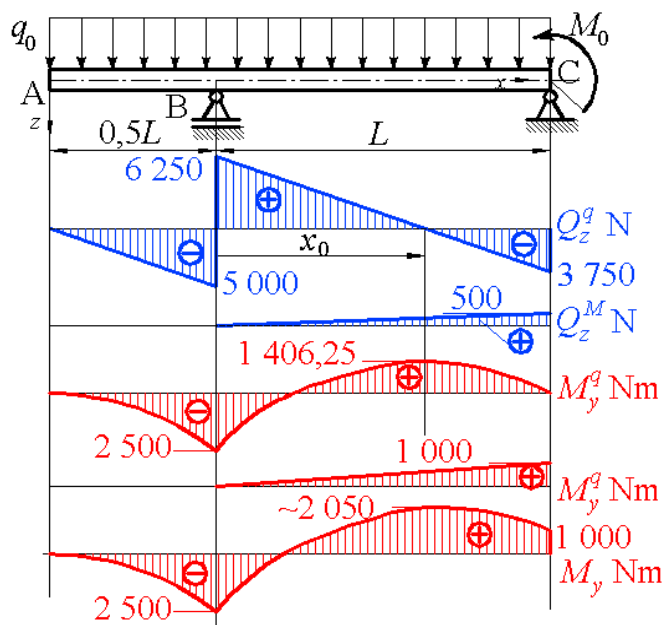 q₀
M₀
A
B
C
x
z
0,5L
L
6 250
Q_z^q N
x₀
5 000
3 750
500
Q_z^M N
1 406,25
M_y^q Nm
2 500
1 000
M_y^q Nm
~2 050
1 000
M_y Nm
2 500